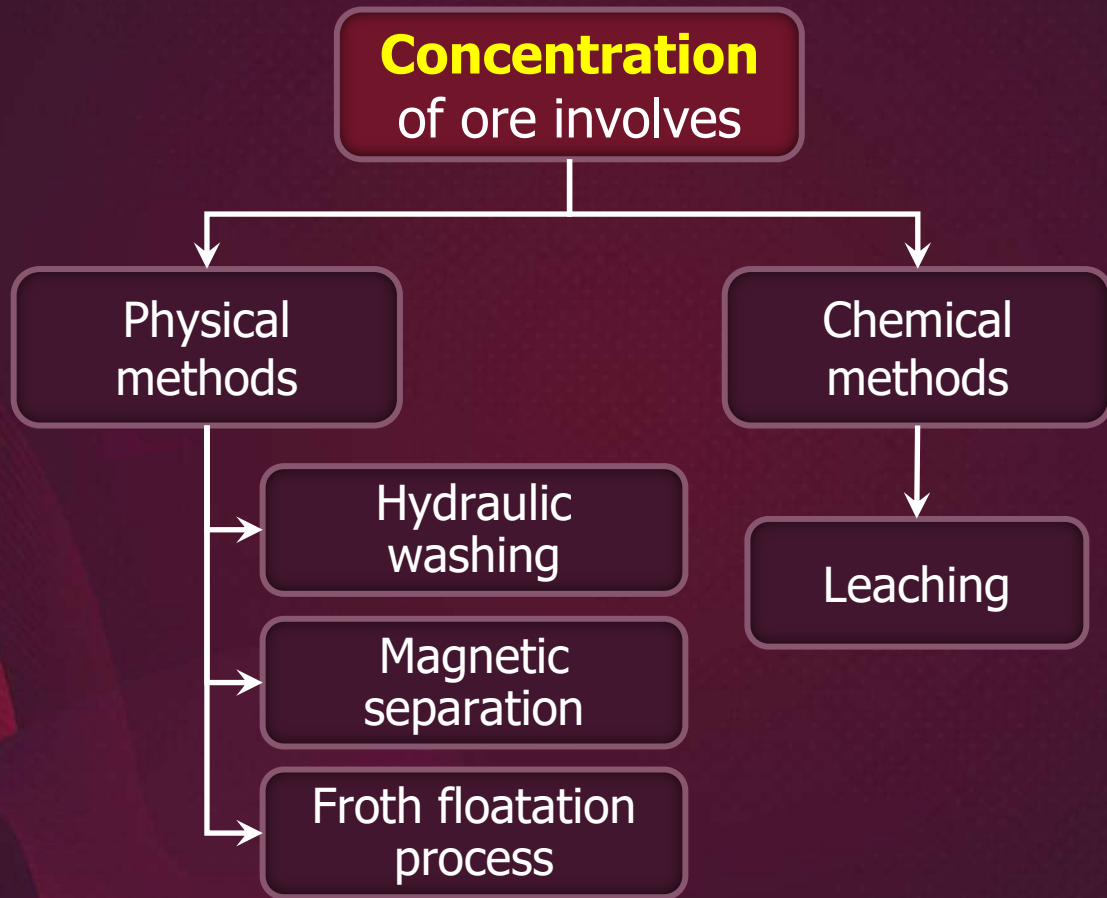 Concentration
of ore involves
Physical
methods
Chemical
methods
Hydraulic
washing
Leaching
Magnetic
separation
Froth floatation
process